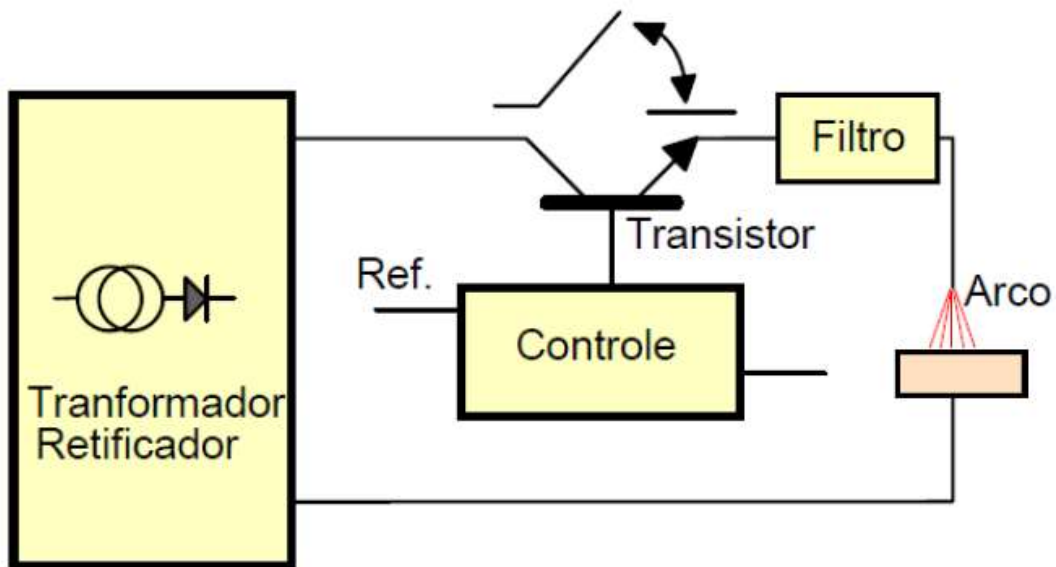 Filtro
Transistor
Ref.
Arco
Controle
Tranformador
Retificador